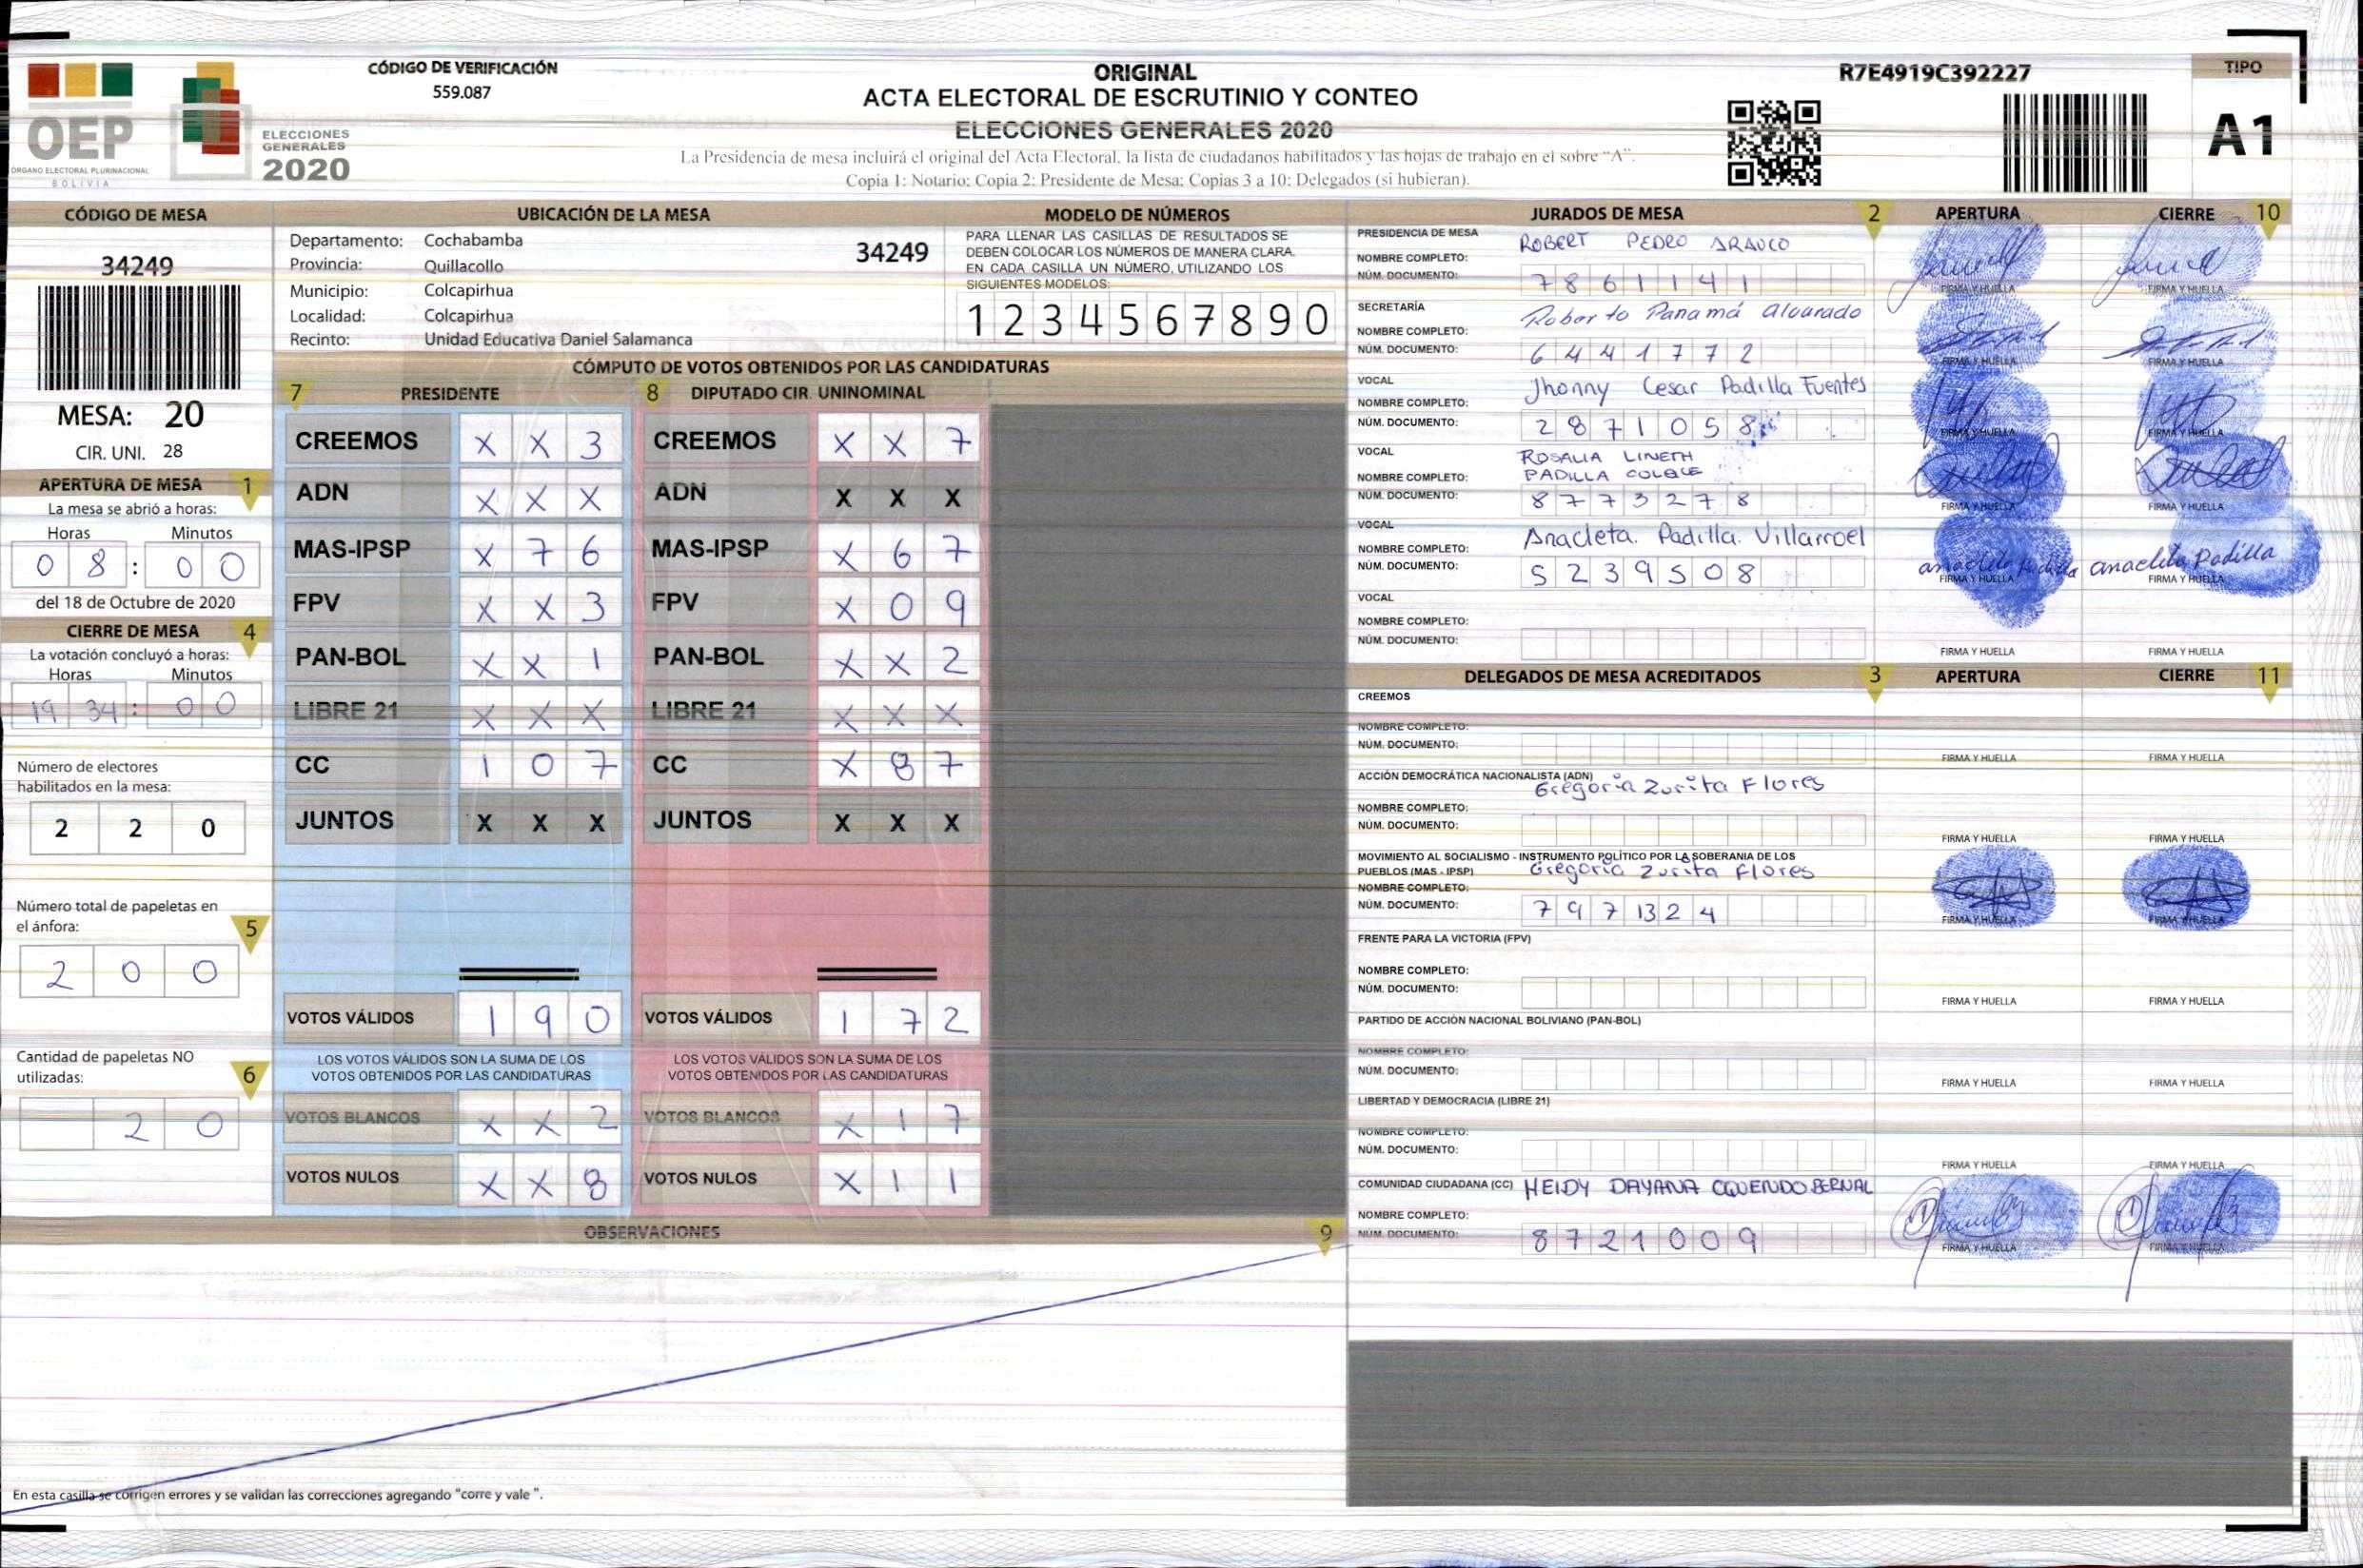 CÓDIGO DE VERIFICACIÓN
559.087
ORIGINAL
ACTA ELECTORAL DE ESCRUTINIO Y CONTEO
ELECCIONES GENERALES 2020
La Presidencia de mesa incluirá el original del Acta Electoral, la lista de ciudadanos habilitados y las hojas de trabajo en el sobre “A”.
Copia 1: Notario; Copia 2: Presidente de Mesa; Copias 3 a 10: Delegados (si hubieran).
R7E4919C392227
TIPO
A1
OEP
ÓRGANO ELECTORAL PLURINACIONAL
BOLIVIA
ELECCIONES
GENERALES
2020
CÓDIGO DE MESA
34249
MESA: 20
CIR. UNI. 28
APERTURA DE MESA 1
La mesa se abrió a horas:
Horas Minutos
0 8 : 0 0
del 18 de Octubre de 2020
CIERRE DE MESA 4
La votación concluyó a horas:
Horas Minutos
19 34 : 0 0
Número de electores
habilitados en la mesa:
2 2 0
Número total de papeletas en
el ánfora: 5
2 0 0
Cantidad de papeletas NO
utilizadas: 6
2 0
UBICACIÓN DE LA MESA
Departamento: Cochabamba 34249
Provincia: Quillacollo
Municipio: Colcapirhua
Localidad: Colcapirhua
Recinto: Unidad Educativa Daniel Salamanca
MODELO DE NÚMEROS
PARA LLENAR LAS CASILLAS DE RESULTADOS SE
DEBEN COLOCAR LOS NÚMEROS DE MANERA CLARA.
EN CADA CASILLA UN NÚMERO, UTILIZANDO LOS
SIGUIENTES MODELOS:
1 2 3 4 5 6 7 8 9 0
CÓMPUTO DE VOTOS OBTENIDOS POR LAS CANDIDATURAS
7 PRESIDENTE 8 DIPUTADO CIR. UNINOMINAL
CREEMOS X X 3 CREEMOS X X 7
ADN X X X ADN X X X
MAS-IPSP X 7 6 MAS-IPSP X 6 7
FPV X X 3 FPV X 0 9
PAN-BOL X X 1 PAN-BOL X X 2
LIBRE 21 X X X LIBRE 21 X X X
CC 1 0 7 CC X 8 7
JUNTOS X X X JUNTOS X X X
VOTOS VÁLIDOS 1 9 0 VOTOS VÁLIDOS 1 7 2
LOS VOTOS VÁLIDOS SON LA SUMA DE LOS LOS VOTOS VÁLIDOS SON LA SUMA DE LOS
VOTOS OBTENIDOS POR LAS CANDIDATURAS VOTOS OBTENIDOS POR LAS CANDIDATURAS
VOTOS BLANCOS X X 2 VOTOS BLANCOS X 1 7
VOTOS NULOS X X 8 VOTOS NULOS X 1 1
OBSERVACIONES 9
En esta casilla se corrigen errores y se validan las correcciones agregando "corre y vale ".
JURADOS DE MESA 2 APERTURA CIERRE 10
PRESIDENCIA DE MESA ROBERT PEDRO ARAUCO
NOMBRE COMPLETO:
NÚM. DOCUMENTO: 7 8 6 1 1 4 1
FIRMA Y HUELLA FIRMA Y HUELLA
SECRETARÍA Roberto Panamá Alvarado
NOMBRE COMPLETO:
NÚM. DOCUMENTO: 6 4 4 1 7 7 2
FIRMA Y HUELLA FIRMA Y HUELLA
VOCAL Jhonny Cesar Padilla Fuentes
NOMBRE COMPLETO:
NÚM. DOCUMENTO: 2 8 7 1 0 5 8
FIRMA Y HUELLA FIRMA Y HUELLA
VOCAL ROSALIA LINETH
NOMBRE COMPLETO: PADILLA COLQUE
NÚM. DOCUMENTO: 8 7 7 3 2 7 8
FIRMA Y HUELLA FIRMA Y HUELLA
VOCAL Anacleta. Padilla. Villarroel
NOMBRE COMPLETO:
NÚM. DOCUMENTO: 5 2 3 9 5 0 8
anacleta Padilla anacleta Padilla
FIRMA Y HUELLA FIRMA Y HUELLA
VOCAL
NOMBRE COMPLETO:
NÚM. DOCUMENTO:
FIRMA Y HUELLA FIRMA Y HUELLA
DELEGADOS DE MESA ACREDITADOS 3 APERTURA CIERRE 11
CREEMOS
NOMBRE COMPLETO:
NÚM. DOCUMENTO:
FIRMA Y HUELLA FIRMA Y HUELLA
ACCIÓN DEMOCRÁTICA NACIONALISTA (ADN)
Gregoria Zurita Flores
NOMBRE COMPLETO:
NÚM. DOCUMENTO:
FIRMA Y HUELLA FIRMA Y HUELLA
MOVIMIENTO AL SOCIALISMO - INSTRUMENTO POLÍTICO POR LA SOBERANIA DE LOS
PUEBLOS (MAS - IPSP) Gregoria Zurita Flores
NOMBRE COMPLETO:
NÚM. DOCUMENTO: 7 9 7 1 3 2 4
FIRMA Y HUELLA FIRMA Y HUELLA
FRENTE PARA LA VICTORIA (FPV)
NOMBRE COMPLETO:
NÚM. DOCUMENTO:
FIRMA Y HUELLA FIRMA Y HUELLA
PARTIDO DE ACCIÓN NACIONAL BOLIVIANO (PAN-BOL)
NOMBRE COMPLETO:
NÚM. DOCUMENTO:
FIRMA Y HUELLA FIRMA Y HUELLA
LIBERTAD Y DEMOCRACIA (LIBRE 21)
NOMBRE COMPLETO:
NÚM. DOCUMENTO:
FIRMA Y HUELLA FIRMA Y HUELLA
COMUNIDAD CIUDADANA (CC) HEIDY DAYANA OQUENDO BERNAL
NOMBRE COMPLETO:
NÚM. DOCUMENTO: 8 7 2 1 0 0 9
FIRMA Y HUELLA FIRMA Y HUELLA